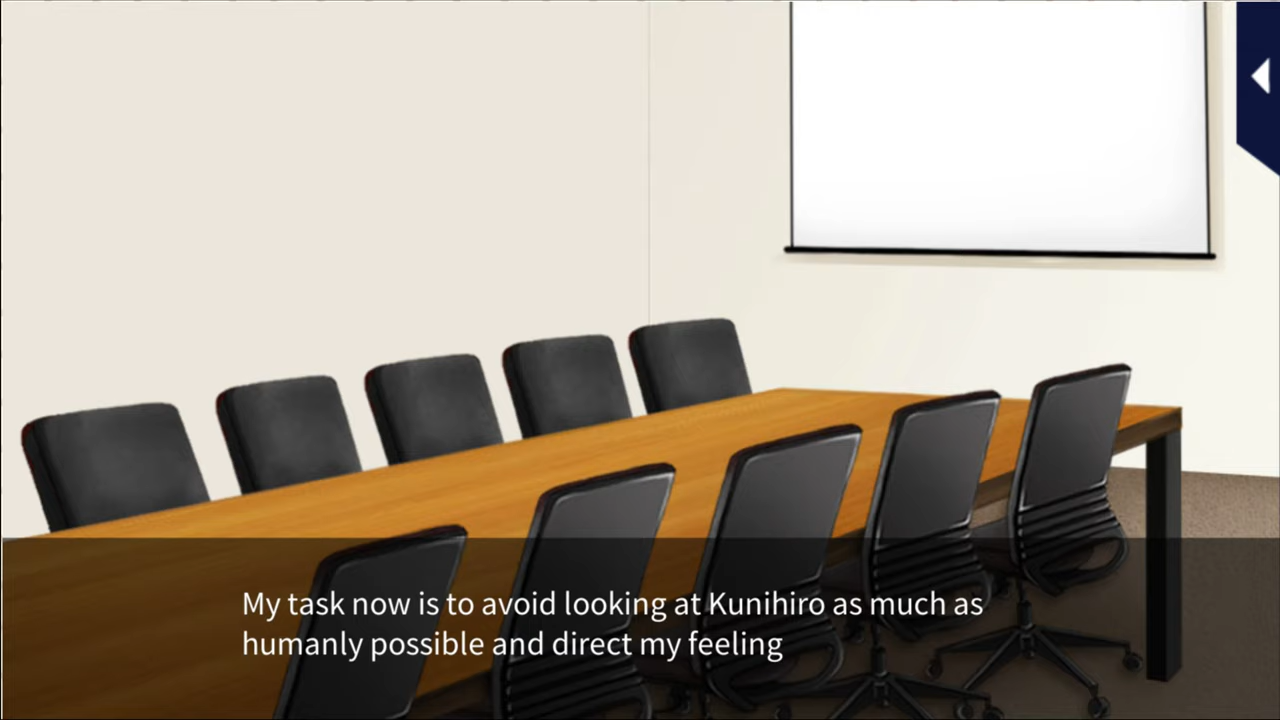 My task now is to avoid looking at Kunihiro as much as
humanly possible and direct my feeling